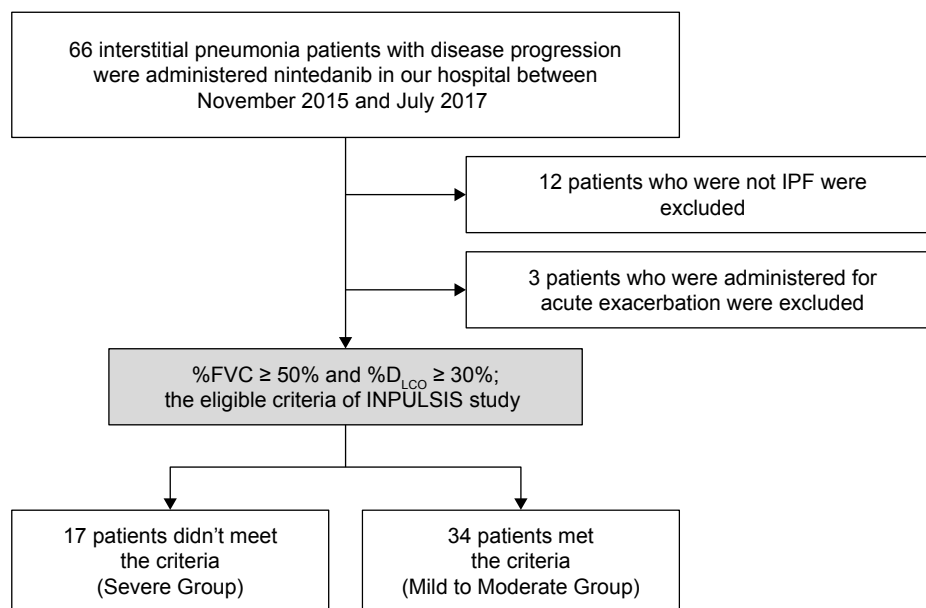 66 interstitial pneumonia patients with disease progression
were administered nintedanib in our hospital between
November 2015 and July 2017
12 patients who were not IPF were
excluded
3 patients who were administered for
acute exacerbation were excluded
%FVC ≥ 50% and %D_LCO ≥ 30%;
the eligible criteria of INPULSIS study
17 patients didn’t meet
the criteria
(Severe Group)
34 patients met
the criteria
(Mild to Moderate Group)